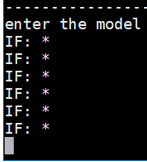 ------------------
enter the model
IF: *
IF: *
IF: *
IF: *
IF: *
IF: *